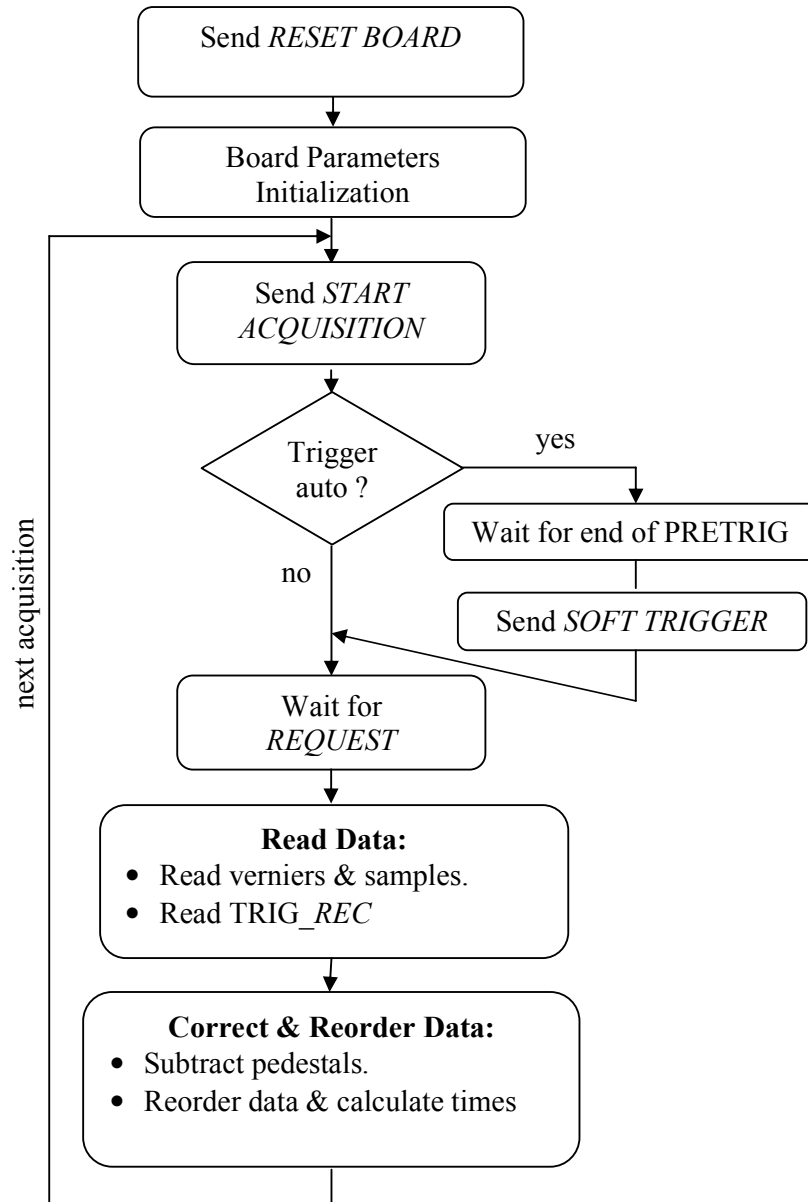 Send RESET BOARD
Board Parameters
Initialization
Send START
ACQUISITION
Trigger
auto ?
yes
no
Wait for end of PRETRIG
Send SOFT TRIGGER
next acquisition
Wait for
REQUEST
Read Data:
• Read verniers & samples.
• Read TRIG_REC
Correct & Reorder Data:
• Subtract pedestals.
• Reorder data & calculate times